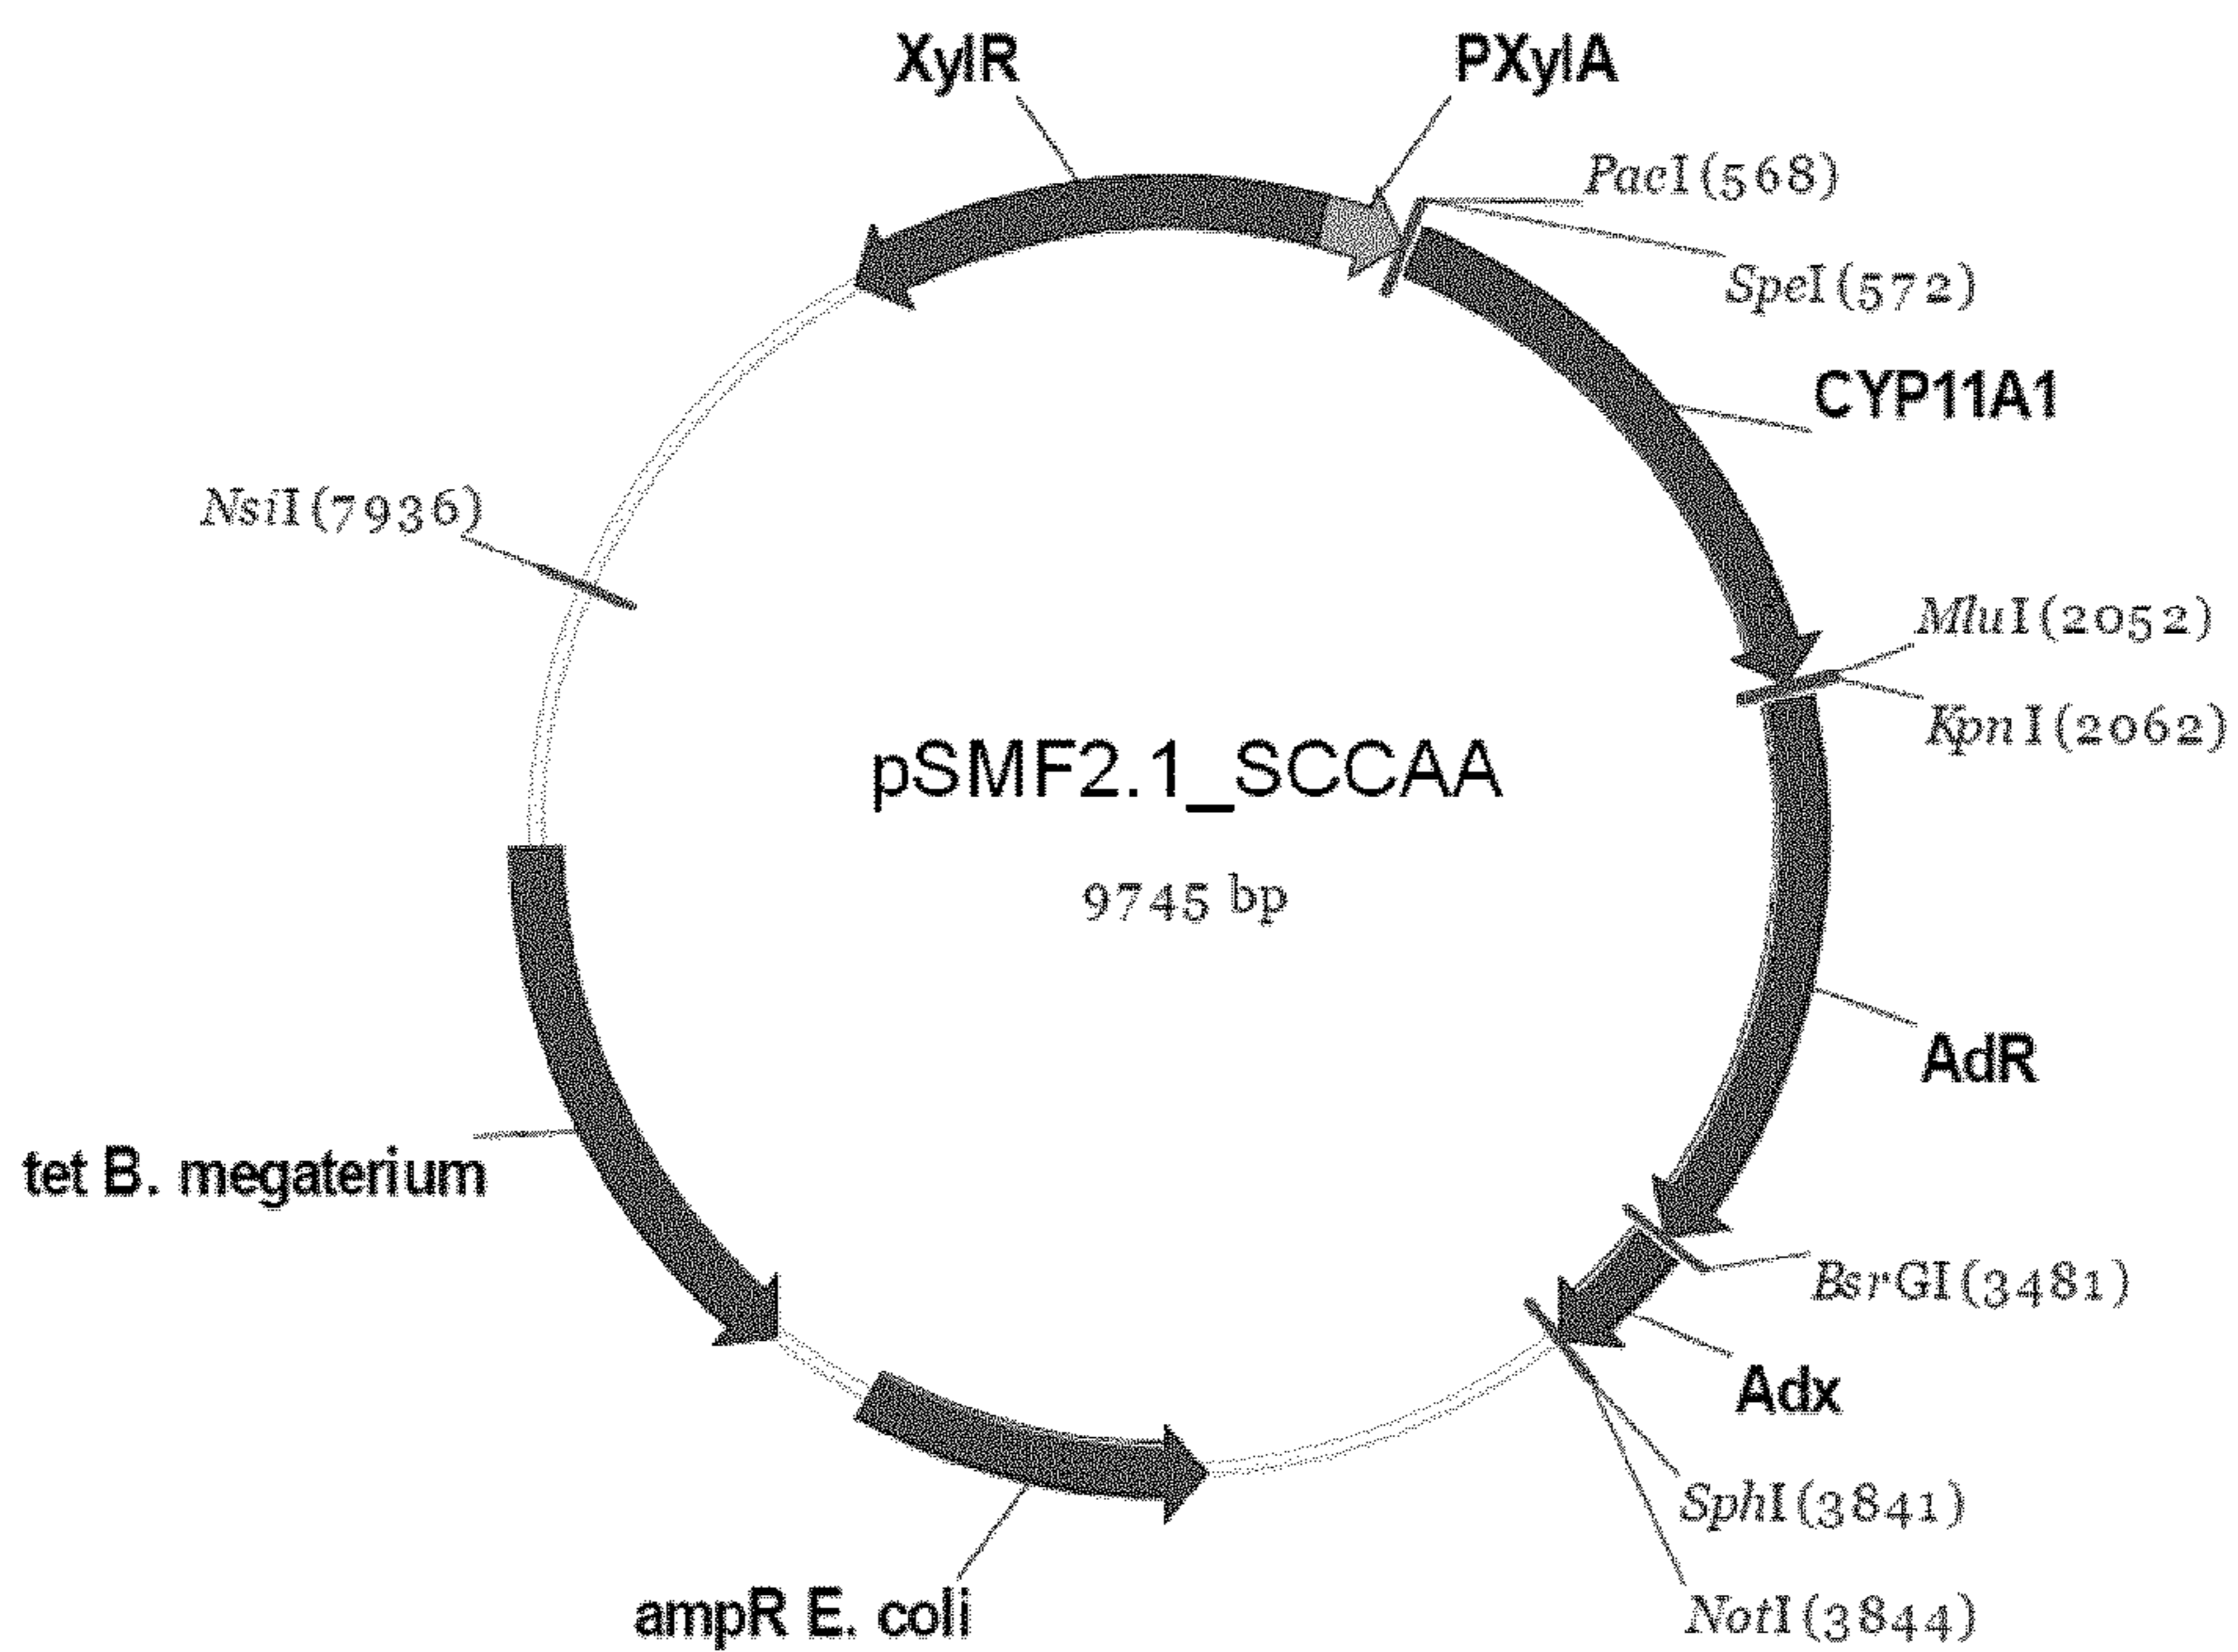 XylR
PXylA
PacI (568)
SpeI (572)
CYP11A1
NsiI (7936)
MluI (2052)
KpnI (2062)
pSMF2.1_SCCAA
9745 bp
AdR
tet B. megaterium
BsrGI (3481)
Adx
SphI (3841)
ampR E. coli
NotI (3844)